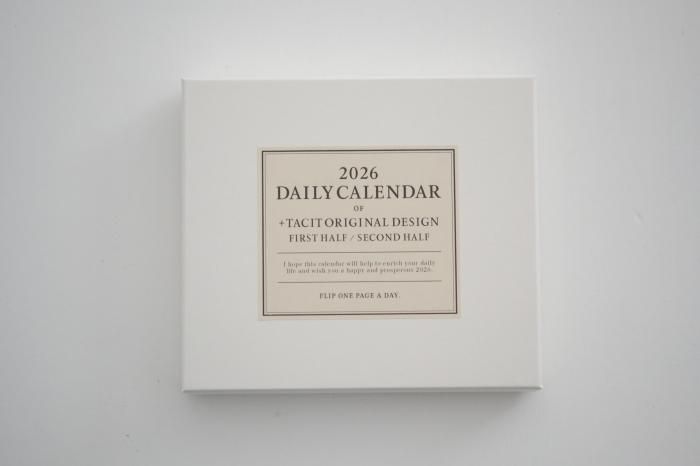 2026
DAILY CALENDAR
OF
+TACIT ORIGINAL DESIGN
FIRST HALF / SECOND HALF
I hope this calendar will help to enrich your daily
life and wish you a happy and prosperous 2026.
FLIP ONE PAGE A DAY.